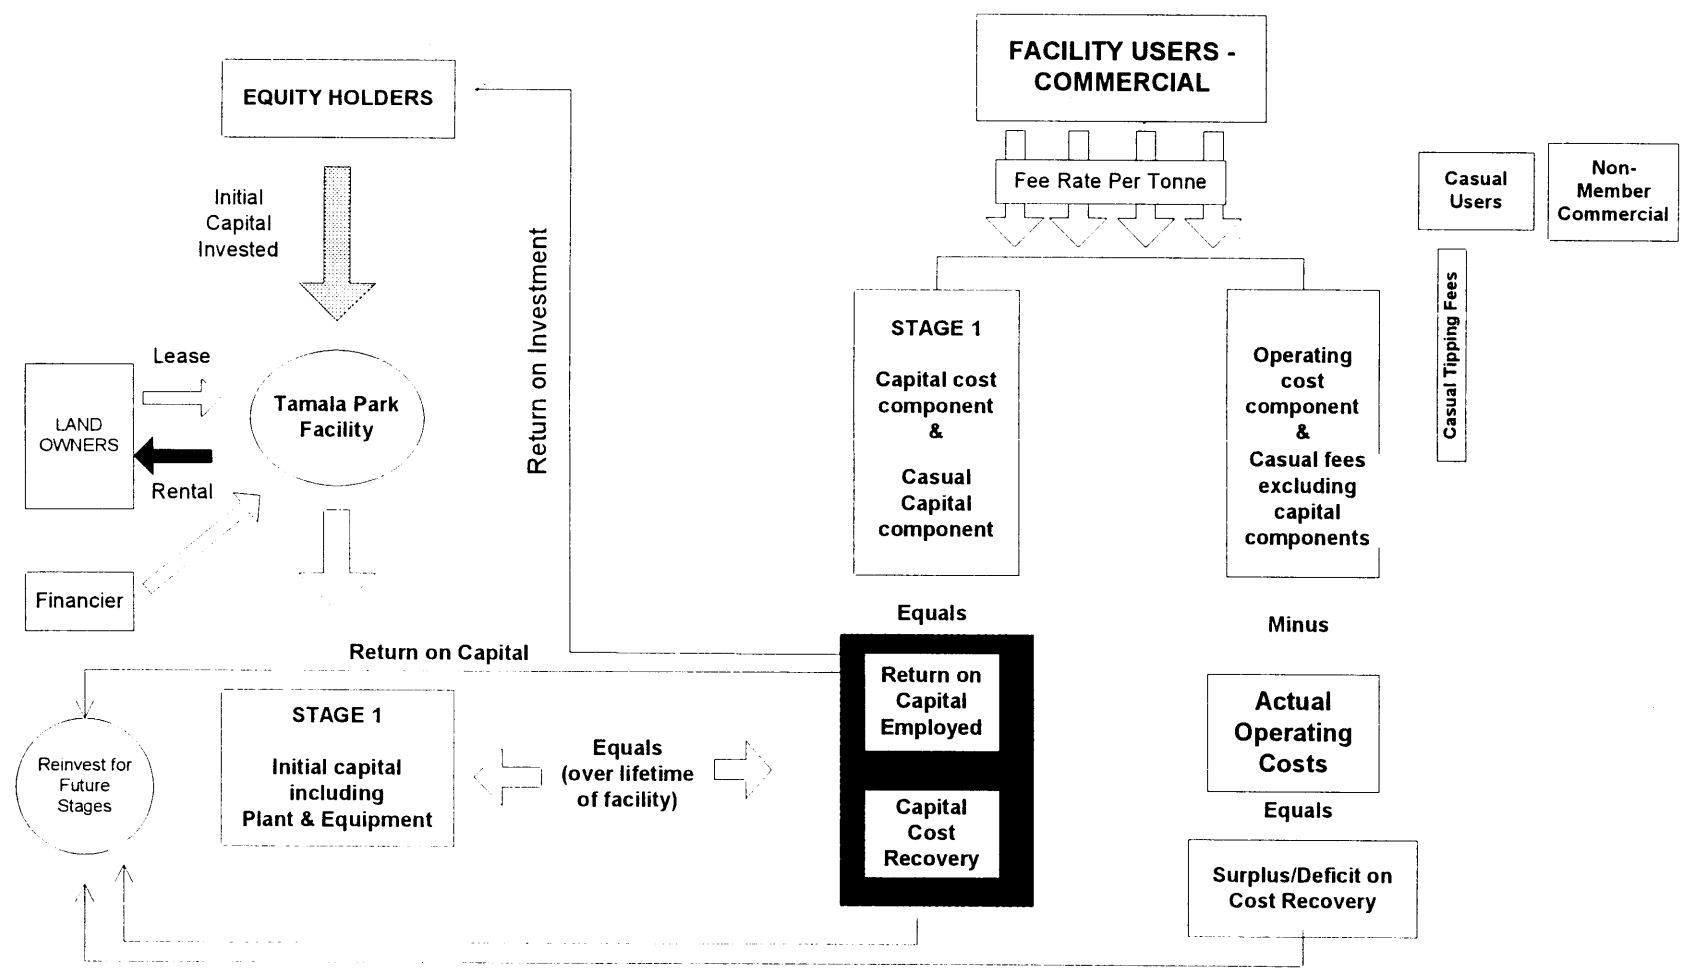 FACILITY USERS -
COMMERCIAL
EQUITY HOLDERS
Fee Rate Per Tonne
Casual
Users
Non-
Member
Commercial
Initial
Capital
Invested
Return on Investment
Casual Tipping Fees
STAGE 1
Capital cost
component
&
Casual
Capital
component
Operating
cost
component
&
Casual fees
excluding
capital
components
Lease
LAND
OWNERS
Tamala Park
Facility
Rental
Financier
Equals
Minus
Return on Capital
Return on
Capital
Employed
Actual
Operating
Costs
STAGE 1
Initial capital
including
Plant & Equipment
Equals
(over lifetime
of facility)
Reinvest for
Future
Stages
Capital
Cost
Recovery
Equals
Surplus/Deficit on
Cost Recovery